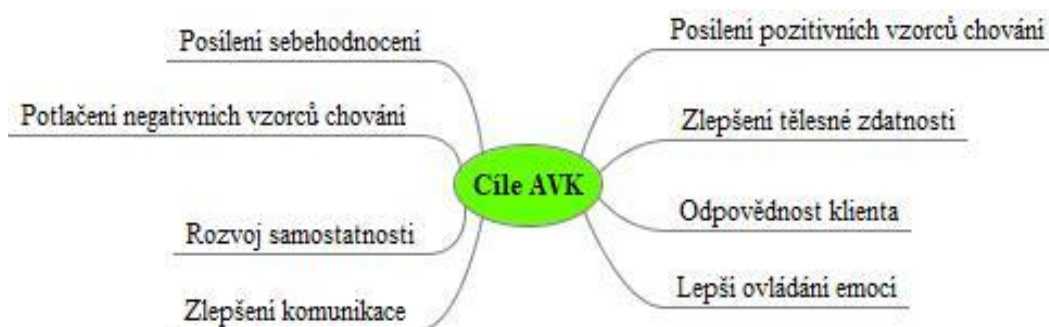 Posílení sebehodnocení
Posílení pozitivních vzorců chování
Potlačení negativních vzorců chování
Zlepšení tělesné zdatnosti
Cíle AVK
Rozvoj samostatnosti
Odpovědnost klienta
Zlepšení komunikace
Lepší ovládání emocí